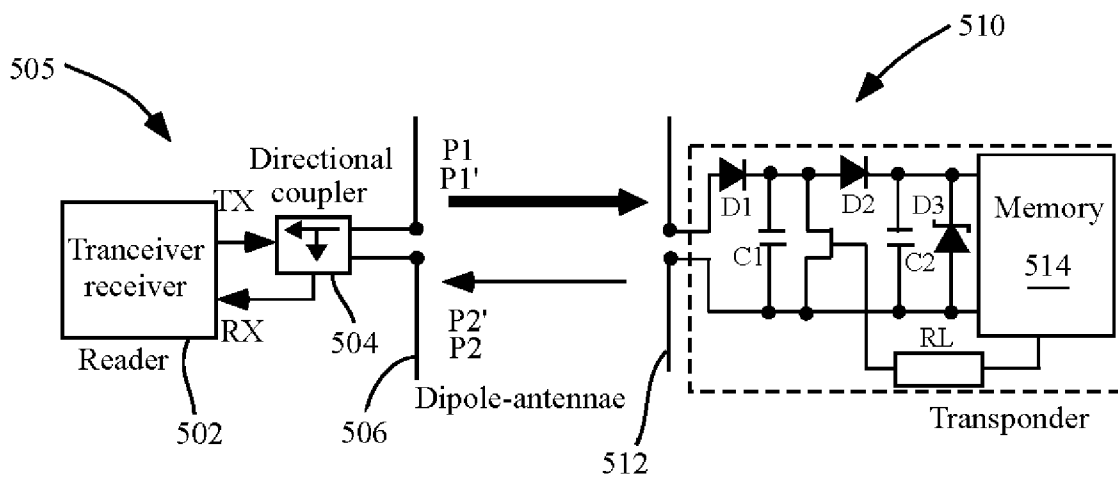 510
505
Directional
coupler
P1
P1'
TX
D1
D2
D3
Memory
Tranceiver
receiver
C1
C2
514
RX
504
P2'
P2
RL
Reader
Dipole-antennae
Transponder
502
506
512